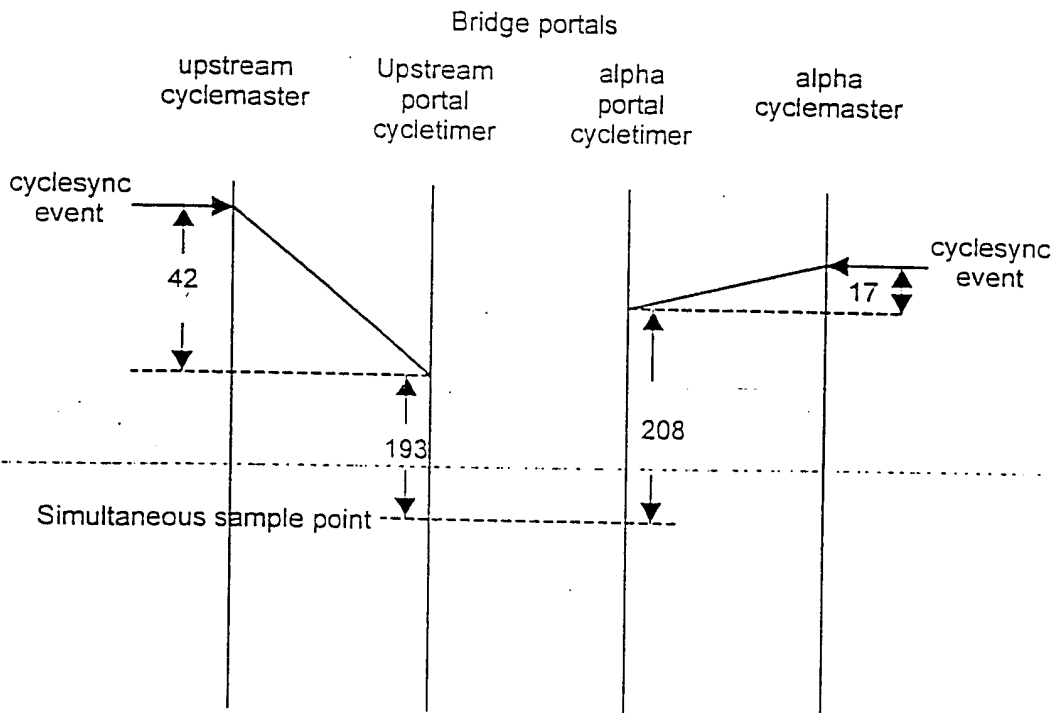 Bridge portals
upstream
cyclemaster
Upstream
portal
cycletimer
alpha
portal
cycletimer
alpha
cyclemaster
cyclesync
event
42
193
208
17
cyclesync
event
Simultaneous sample point